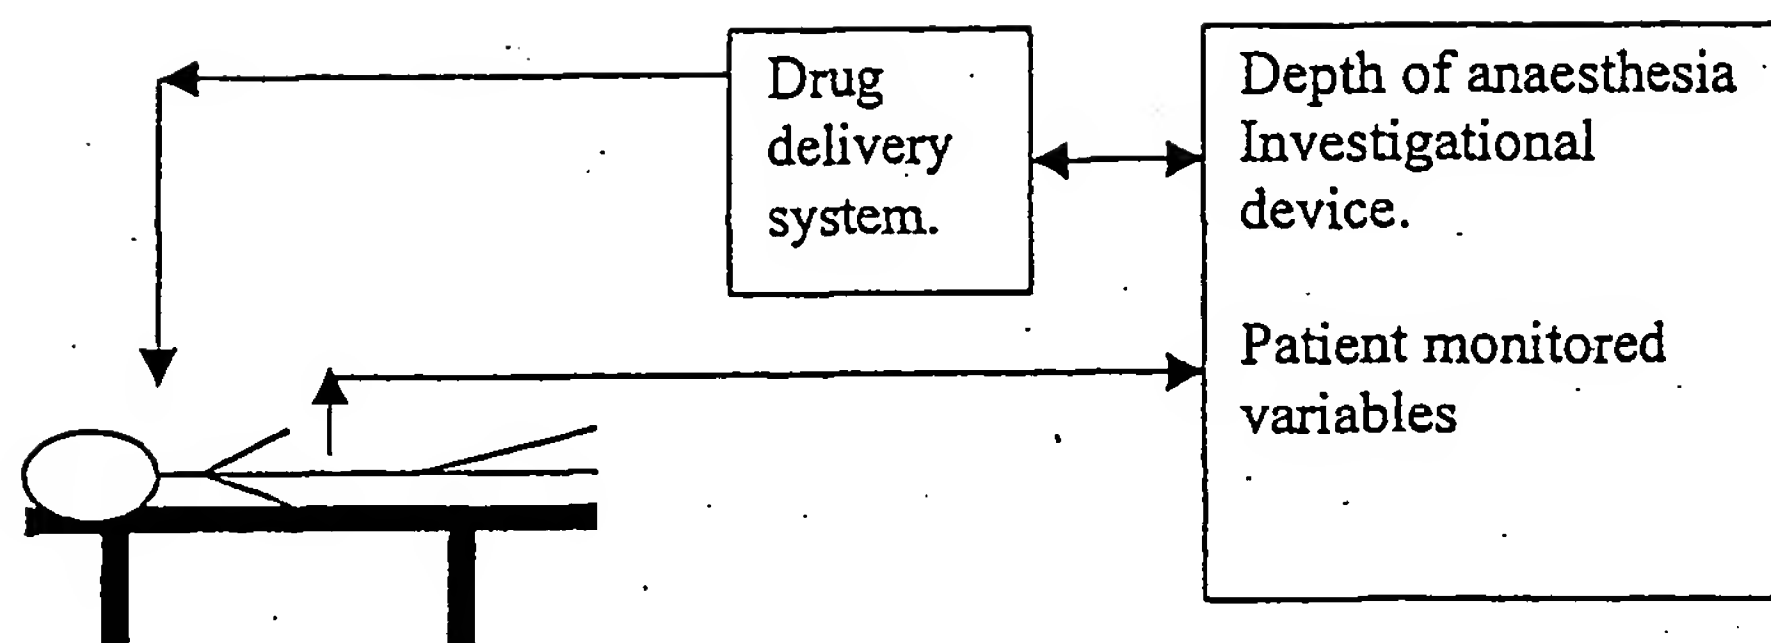 Drug
delivery
system.
Depth of anaesthesia
Investigational
device.
Patient monitored
variables